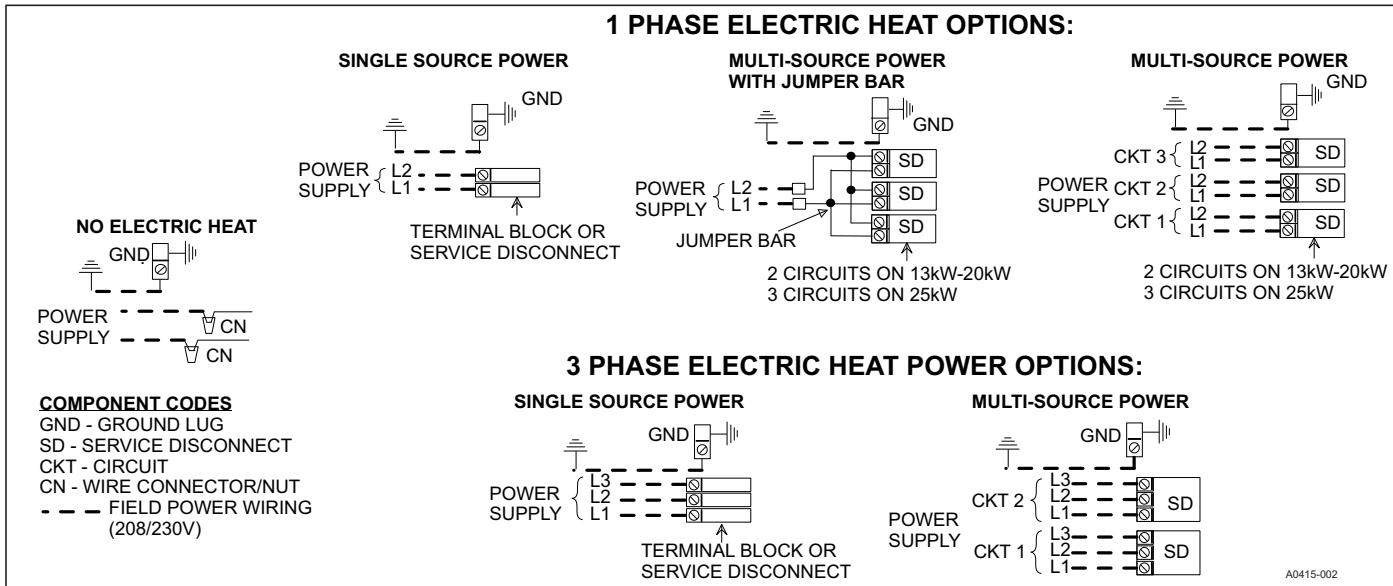 1 PHASE ELECTRIC HEAT OPTIONS:
SINGLE SOURCE POWER
GND
POWER
SUPPLY
L2
L1
TERMINAL BLOCK OR
SERVICE DISCONNECT
MULTI-SOURCE POWER
WITH JUMPER BAR
GND
POWER
SUPPLY
L2
L1
SD
SD
SD
JUMPER BAR
2 CIRCUITS ON 13kW-20kW
3 CIRCUITS ON 25kW
MULTI-SOURCE POWER
GND
POWER
SUPPLY
CKT 3
L2
L1
SD
CKT 2
L2
L1
SD
CKT 1
L2
L1
SD
2 CIRCUITS ON 13kW-20kW
3 CIRCUITS ON 25kW
NO ELECTRIC HEAT
GND
POWER
SUPPLY
CN
CN
COMPONENT CODES
GND - GROUND LUG
SD - SERVICE DISCONNECT
CKT - CIRCUIT
CN - WIRE CONNECTOR/NUT
FIELD POWER WIRING
(208/230V)
3 PHASE ELECTRIC HEAT POWER OPTIONS:
SINGLE SOURCE POWER
GND
POWER
SUPPLY
L3
L2
L1
TERMINAL BLOCK OR
SERVICE DISCONNECT
MULTI-SOURCE POWER
GND
POWER
SUPPLY
CKT 2
L3
L2
L1
SD
CKT 1
L3
L2
L1
SD
A0415-002